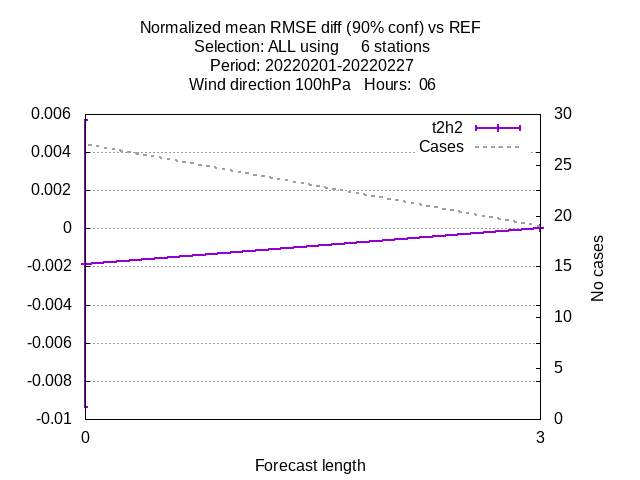 Normalized mean RMSE diff (90% conf) vs REF
Selection: ALL using     6 stations
Period: 20220201-20220227
Wind direction 100hPa   Hours:  06
t2h2
Cases
0.006
0.004
0.002
0
-0.002
-0.004
-0.006
-0.008
-0.01
30
25
20
15
10
5
0
No cases
0
3
Forecast length